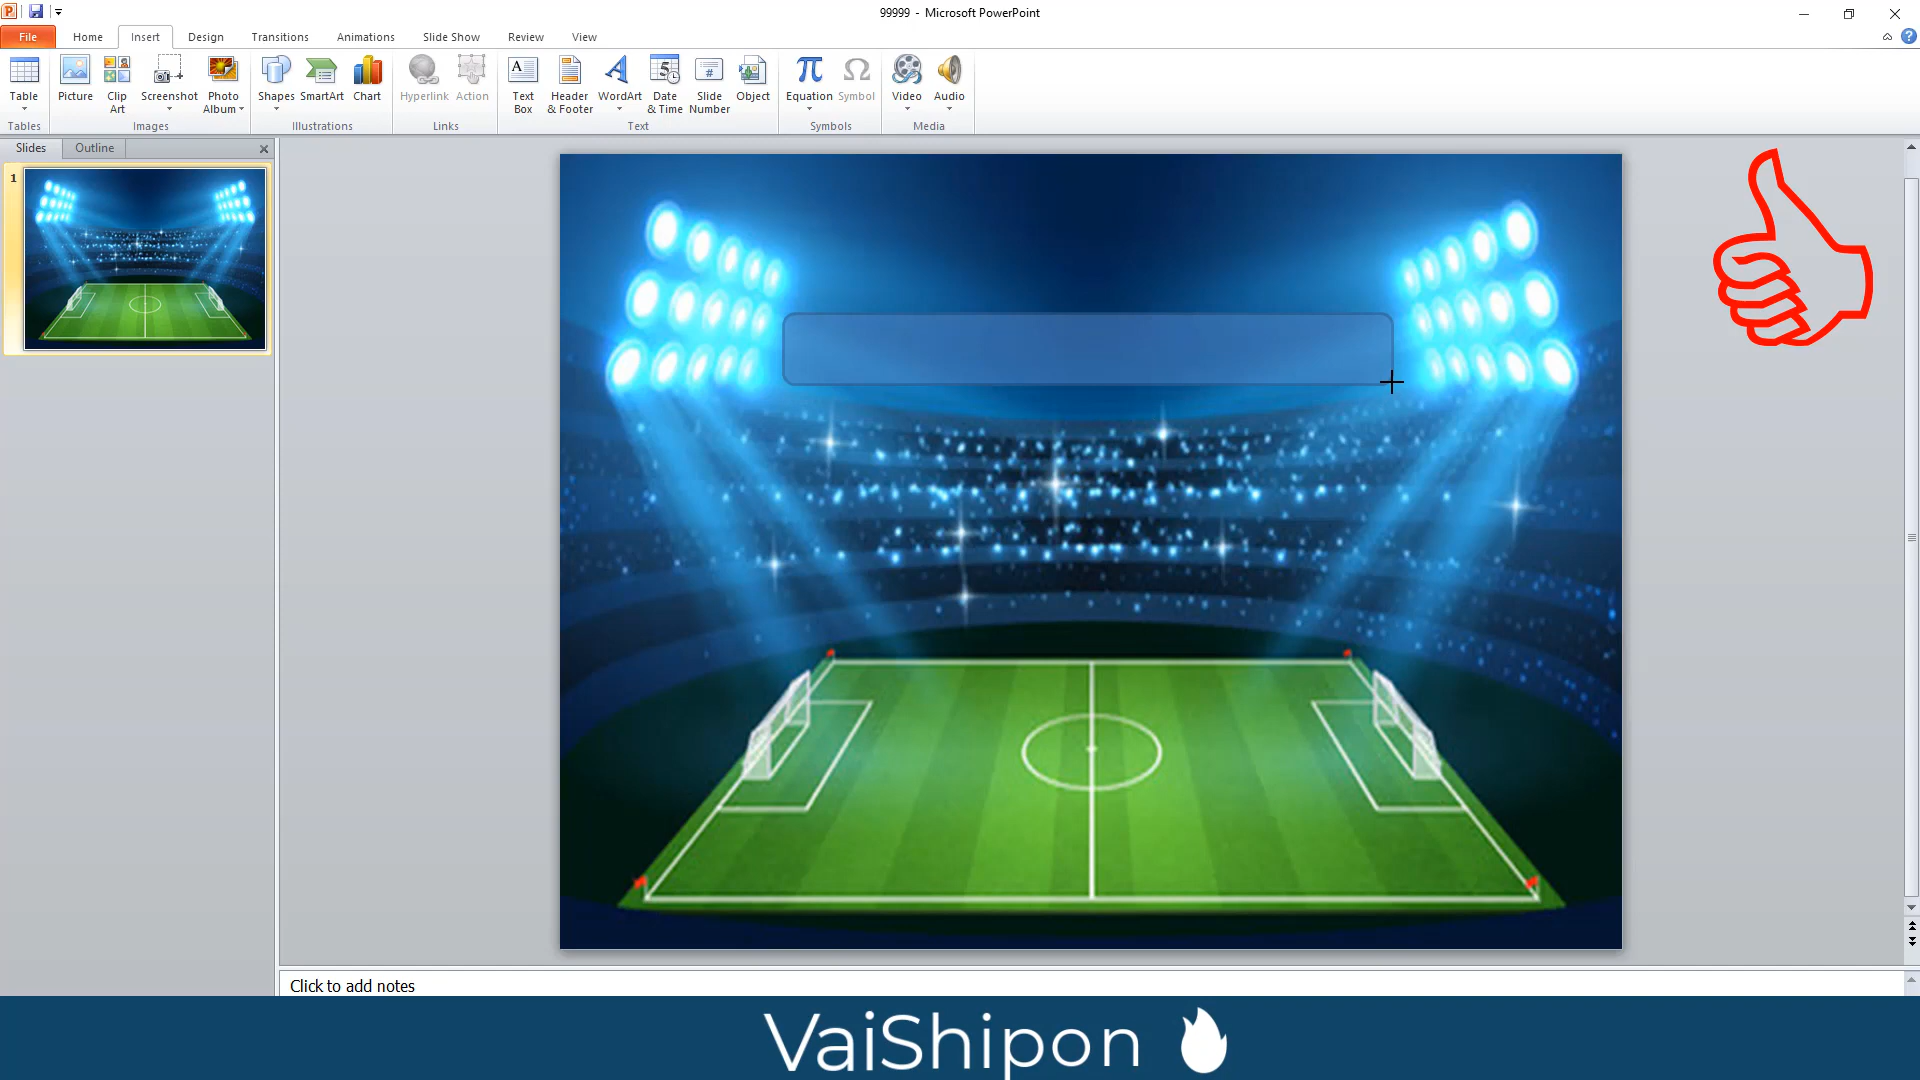 99999 - Microsoft PowerPoint
File Home Insert Design Transitions Animations Slide Show Review View
Table Picture Clip Art Screenshot Photo Album Shapes SmartArt Chart Hyperlink Action Text Box Header & Footer WordArt Date & Time Slide Number Object Equation Symbol Video Audio
Tables Images Illustrations Links Text Symbols Media
Slides Outline
1
Click to add notes
VaiShipon